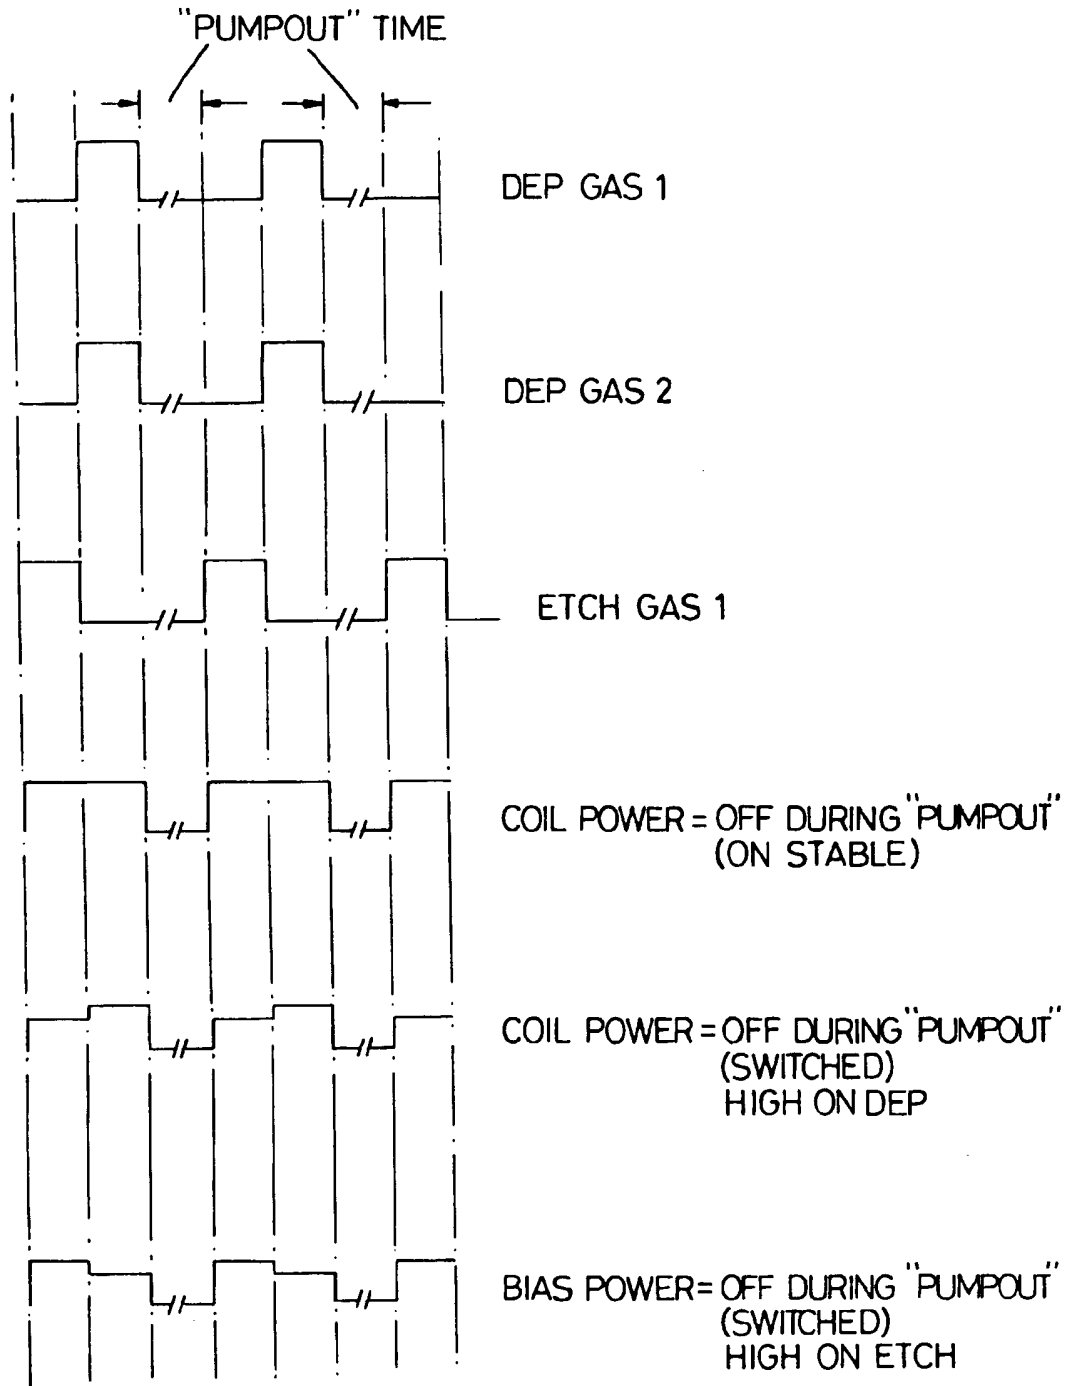 "PUMPOUT" TIME
DEP GAS 1
DEP GAS 2
ETCH GAS 1
COIL POWER = OFF DURING "PUMPOUT"
(ON STABLE)
COIL POWER = OFF DURING "PUMPOUT"
(SWITCHED)
HIGH ON DEP
BIAS POWER = OFF DURING "PUMPOUT"
(SWITCHED)
HIGH ON ETCH